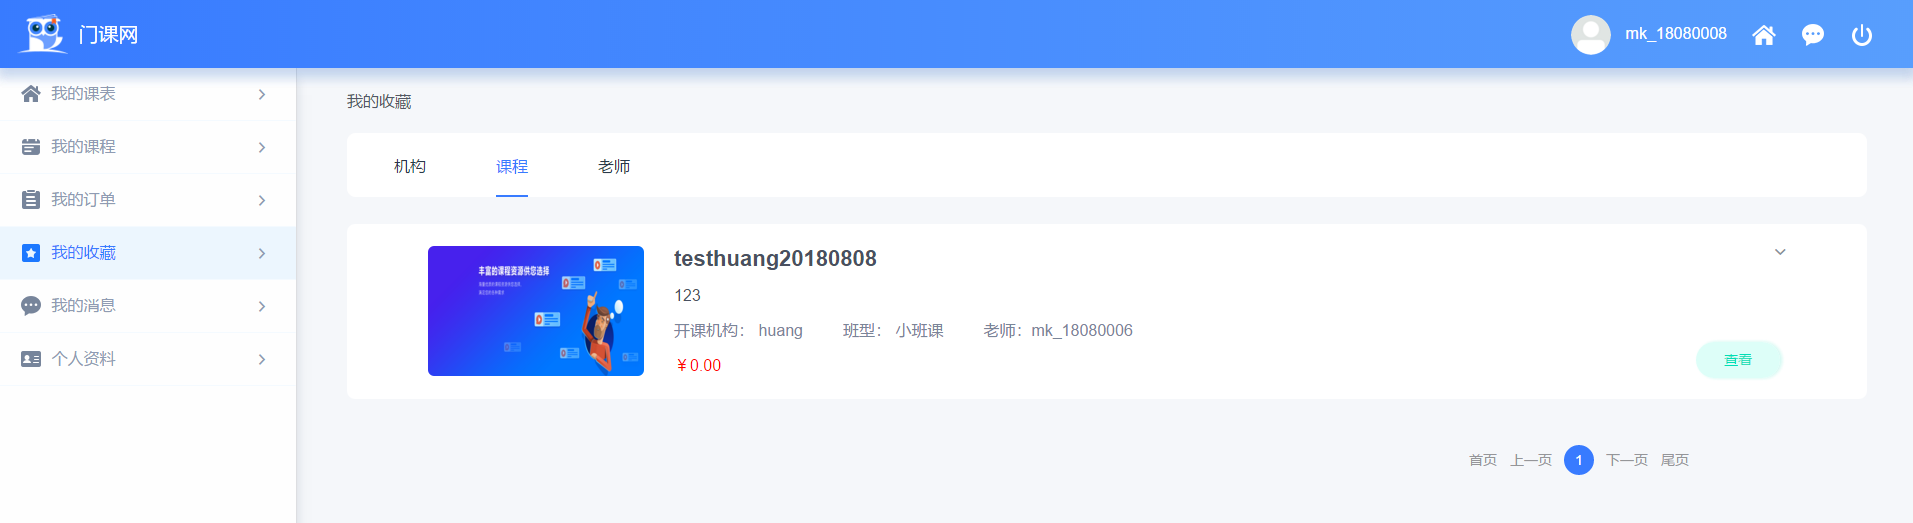 门课网
mk_18080008
我的课表
我的课程
我的订单
我的收藏
我的消息
个人资料
我的收藏
机构 课程 老师
丰富的课程资源供您选择
testhuang20180808
123
开课机构： huang 班型： 小班课 老师：mk_18080006
￥0.00
查看
首页 上一页 1 下一页 尾页